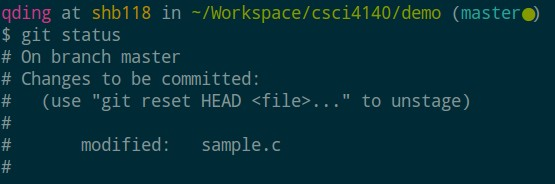 qding at shb118 in ~/Workspace/csci4140/demo (master●)
$ git status
# On branch master
# Changes to be committed:
#   (use "git reset HEAD <file>..." to unstage)
#
#       modified:   sample.c
#